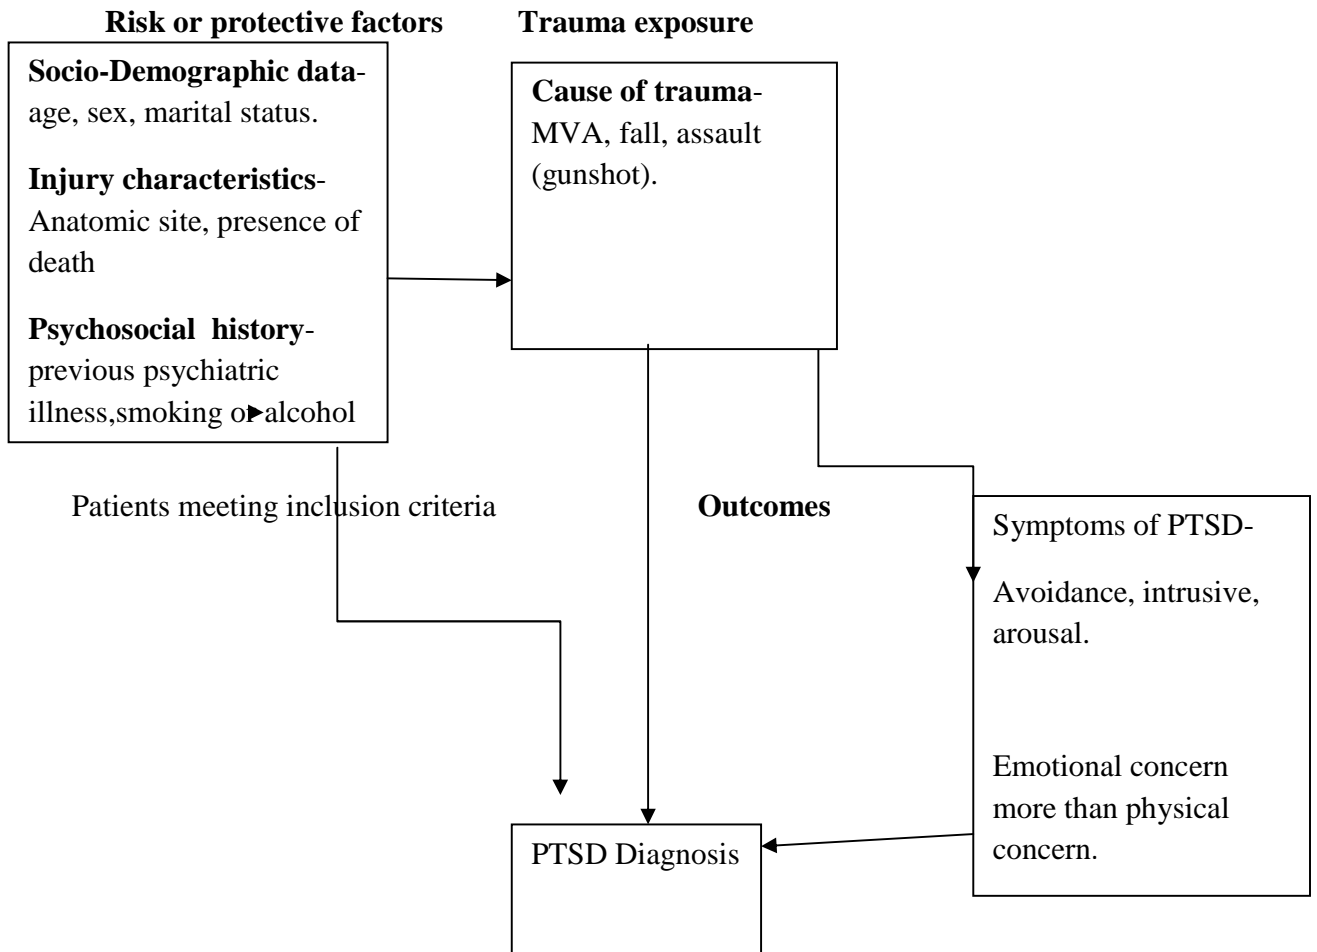 Risk or protective factors
Trauma exposure
Socio-Demographic data-
age, sex, marital status.
Injury characteristics-
Anatomic site, presence of
death
Psychosocial history-
previous psychiatric
illness,smoking or alcohol
Cause of trauma-
MVA, fall, assault
(gunshot).
Patients meeting inclusion criteria
Outcomes
Symptoms of PTSD-
Avoidance, intrusive,
arousal.
Emotional concern
more than physical
concern.
PTSD Diagnosis